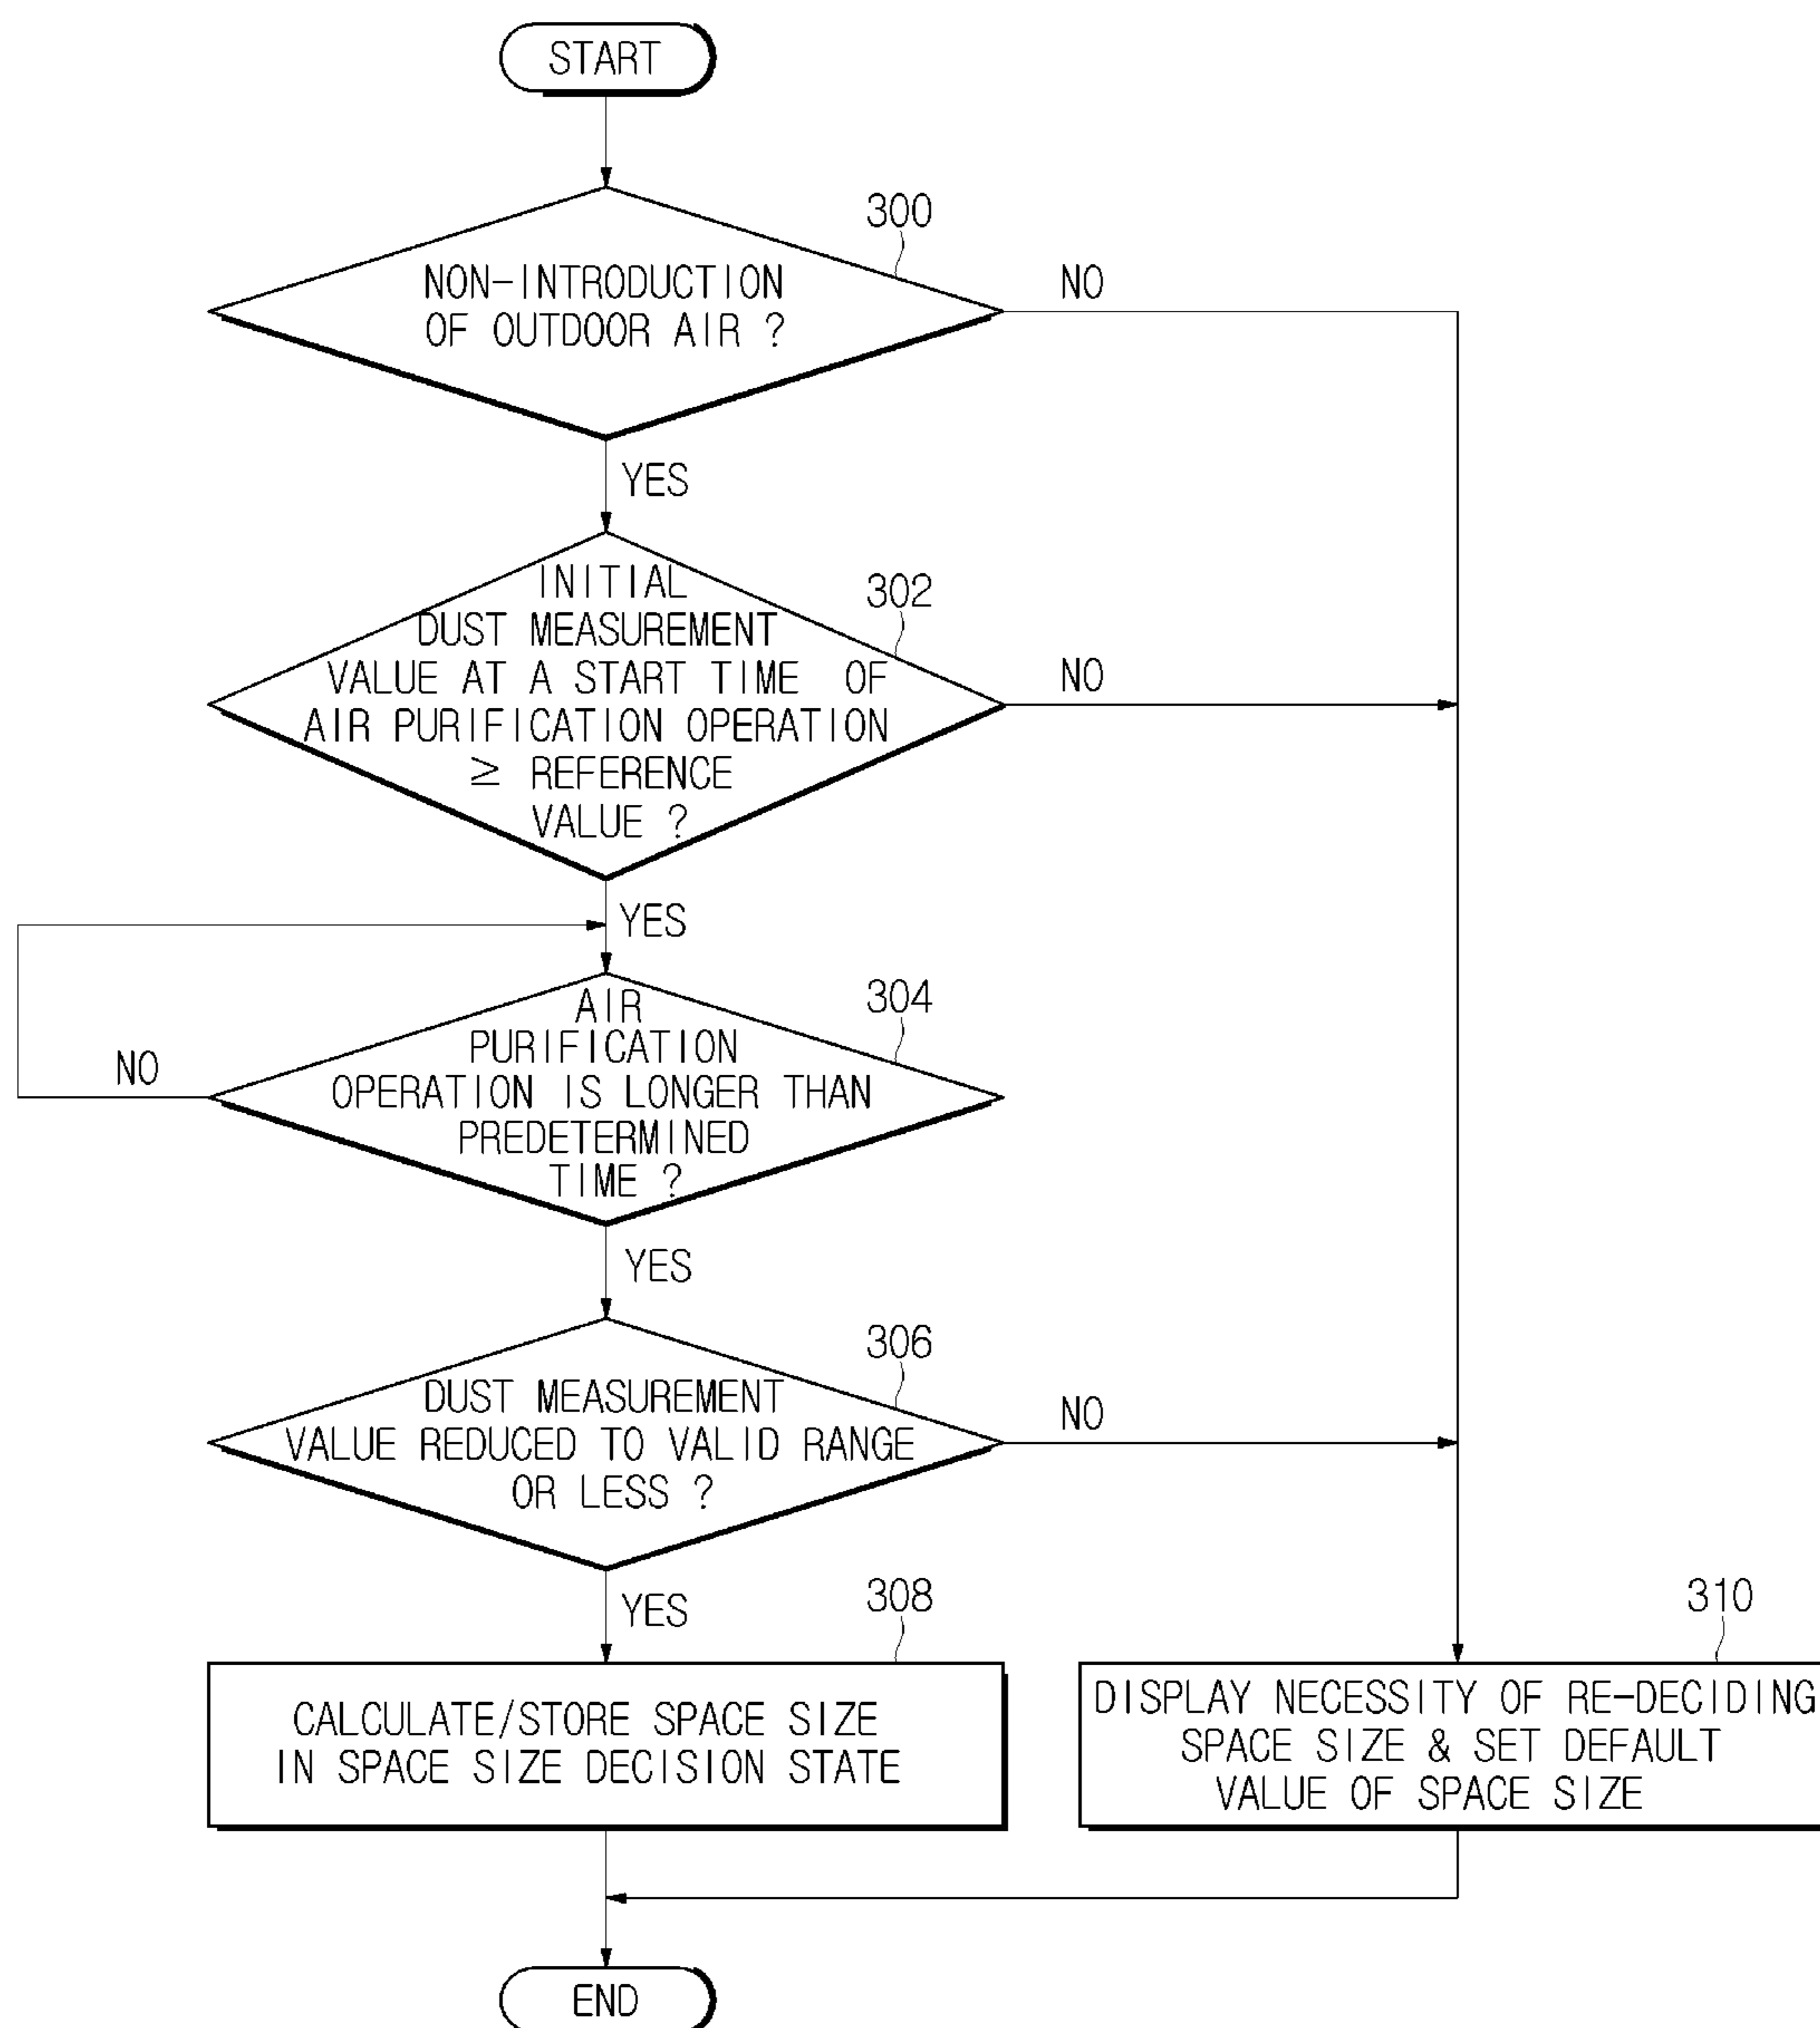 START
300
NON-INTRODUCTION
OF OUTDOOR AIR ?
NO
YES
302
INITIAL
DUST MEASUREMENT
VALUE AT A START TIME OF
AIR PURIFICATION OPERATION
≥ REFERENCE
VALUE ?
NO
YES
304
AIR
PURIFICATION
OPERATION IS LONGER THAN
PREDETERMINED
TIME ?
NO
YES
306
DUST MEASUREMENT
VALUE REDUCED TO VALID RANGE
OR LESS ?
NO
YES
308
CALCULATE/STORE SPACE SIZE
IN SPACE SIZE DECISION STATE
310
DISPLAY NECESSITY OF RE-DECIDING
SPACE SIZE & SET DEFAULT
VALUE OF SPACE SIZE
END